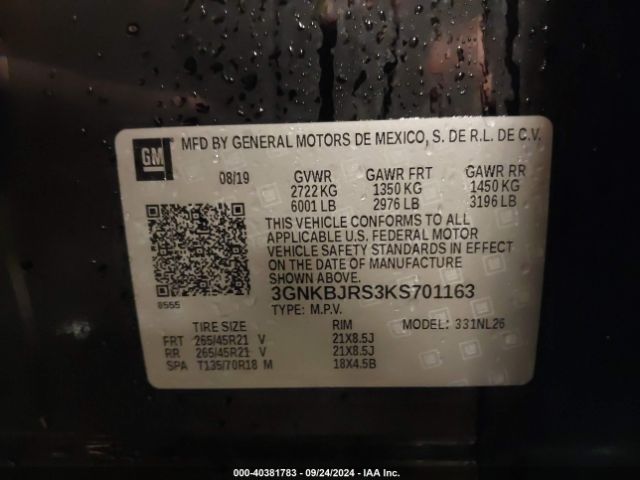 GM
MFD BY GENERAL MOTORS DE MEXICO, S. DE R.L. DE C.V.
08/19 GVWR GAWR FRT GAWR RR
2722 KG 1350 KG 1450 KG
6001 LB 2976 LB 3196 LB
THIS VEHICLE CONFORMS TO ALL
APPLICABLE U.S. FEDERAL MOTOR
VEHICLE SAFETY STANDARDS IN EFFECT
ON THE DATE OF MANUFACTURE
SHOWN ABOVE.
8555
3GNKBJRS3KS701163
TYPE: M.P.V. MODEL: 331NL26
TIRE SIZE RIM
FRT 265/45R21 V 21X8.5J
RR 265/45R21 V 21X8.5J
SPA T135/70R18 M 18X4.5B
000-40381783 - 09/24/2024 - IAA Inc.